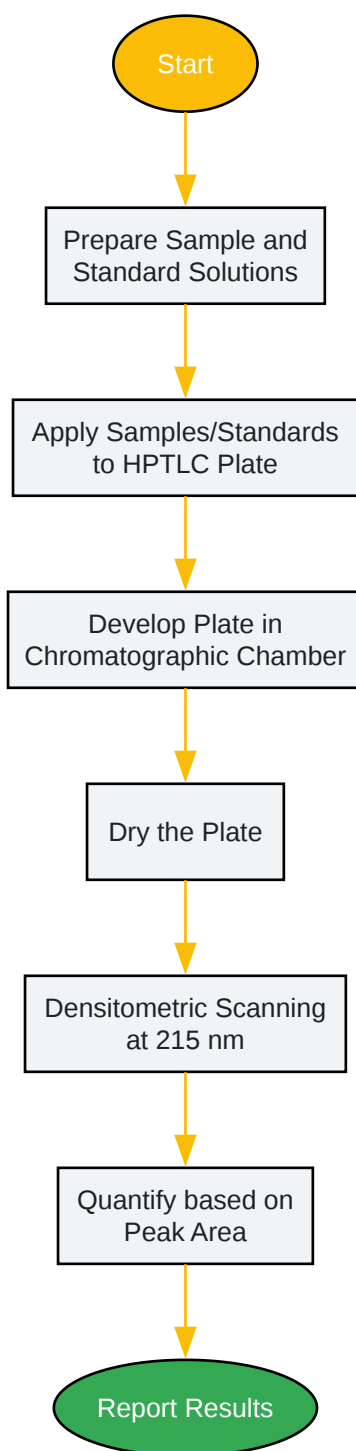 Start
Prepare Sample and
Standard Solutions
Apply Samples/Standards
to HPTLC Plate
Develop Plate in
Chromatographic Chamber
Dry the Plate
Densitometric Scanning
at 215 nm
Quantify based on
Peak Area
Report Results